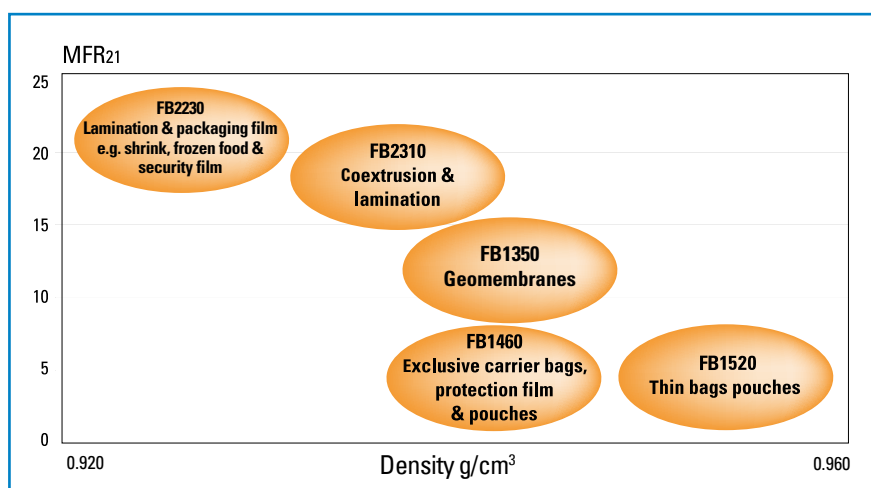 MFR21
25
20
15
10
5
0
FB2230
Lamination & packaging film
e.g. shrink, frozen food &
security film
FB2310
Coextrusion &
lamination
FB1350
Geomembranes
FB1460
Exclusive carrier bags,
protection film
& pouches
FB1520
Thin bags pouches
0.920
Density g/cm³
0.960